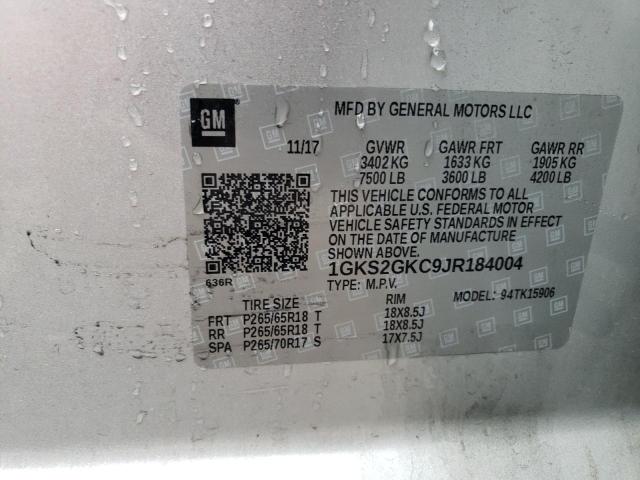 GM
MFD BY GENERAL MOTORS LLC
11/17 GVWR GAWR FRT GAWR RR
3402 KG 1633 KG 1905 KG
7500 LB 3600 LB 4200 LB
THIS VEHICLE CONFORMS TO ALL
APPLICABLE U.S. FEDERAL MOTOR
VEHICLE SAFETY STANDARDS IN EFFECT
ON THE DATE OF MANUFACTURE
SHOWN ABOVE.
636R
1GKS2GKC9JR184004
TYPE: M.P.V. MODEL: 94TK15906
TIRE SIZE RIM
FRT P265/65R18 T 18X8.5J
RR P265/65R18 T 18X8.5J
SPA P265/70R17 S 17X7.5J